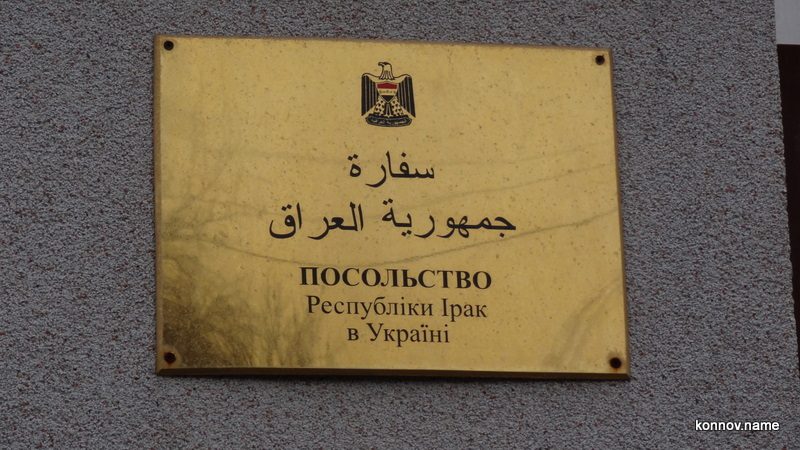 سفارة
جمهورية العراق
ПОСОЛЬСТВО
Республіки Ірак
в Україні
konnov.name